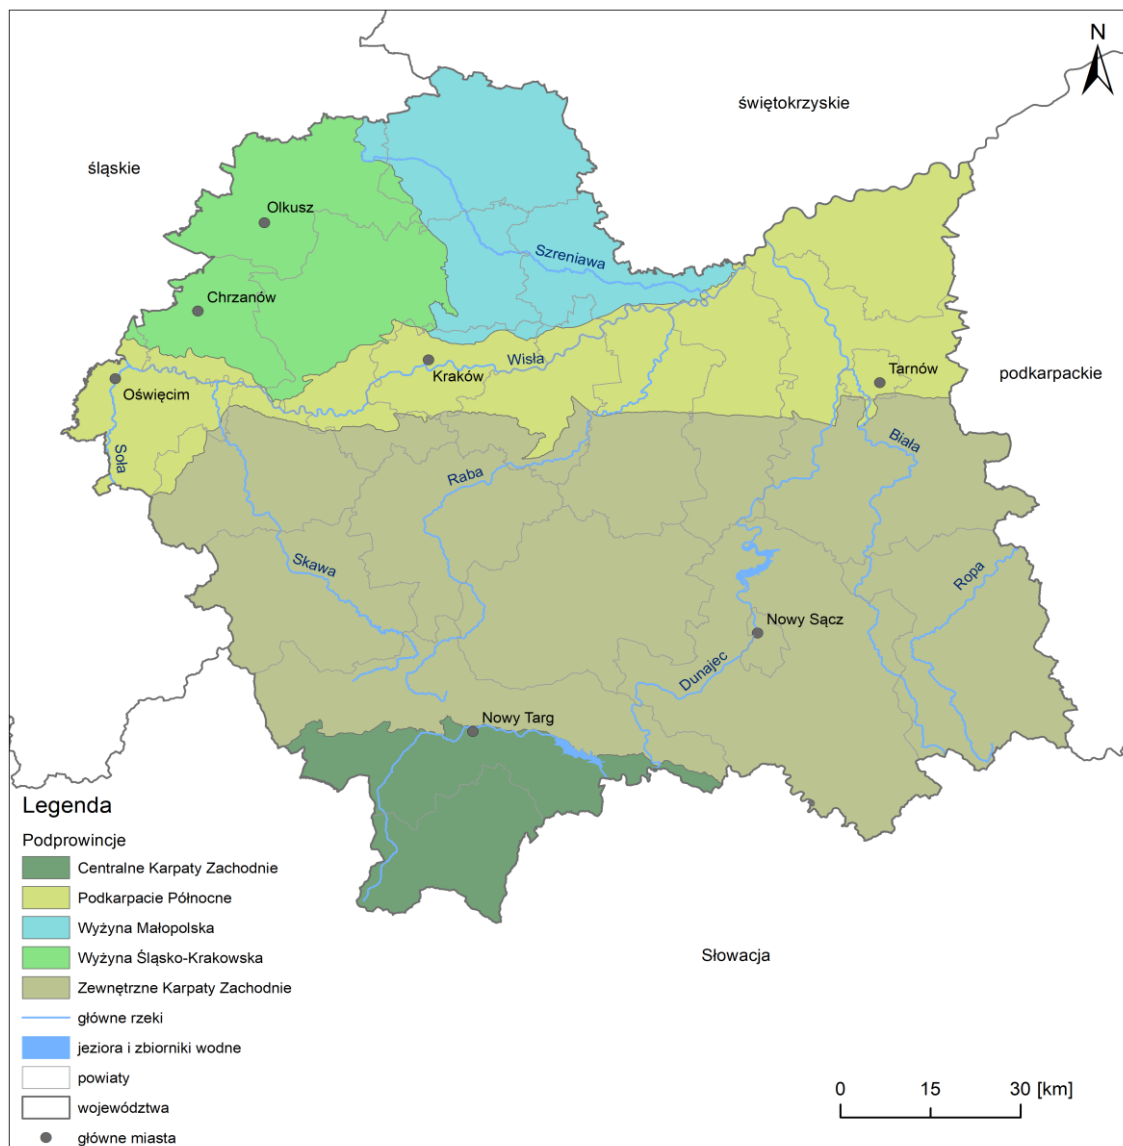 N
świętokrzyskie
śląskie
Olkusz
Szreniawa
Chrzanów
Wisła
Kraków
Oświęcim
Tarnów
podkarpackie
Biała
Soła
Raba
Skawa
Ropa
Nowy Sącz
Dunajec
Nowy Targ
Słowacja
Legenda
Podprowincje
Centralne Karpaty Zachodnie
Podkarpacie Północne
Wyżyna Małopolska
Wyżyna Śląsko-Krakowska
Zewnętrzne Karpaty Zachodnie
główne rzeki
jeziora i zbiorniki wodne
powiaty
województwa
główne miasta
0 15 30 [km]